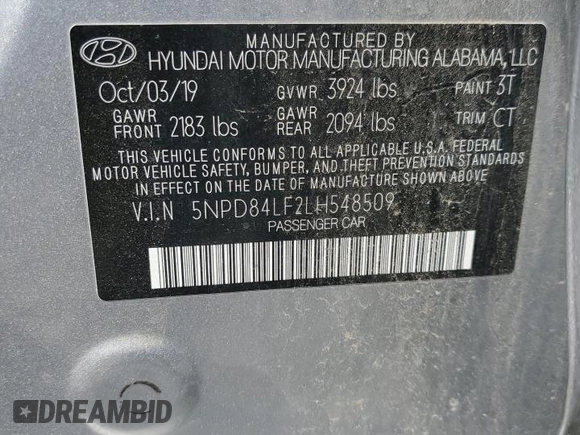 MANUFACTURED BY
HYUNDAI MOTOR MANUFACTURING ALABAMA, LLC
Oct/03/19 GVWR 3924 lbs PAINT 3T
GAWR FRONT 2183 lbs GAWR REAR 2094 lbs TRIM CT
THIS VEHICLE CONFORMS TO ALL APPLICABLE U.S.A. FEDERAL
MOTOR VEHICLE SAFETY, BUMPER, AND THEFT PREVENTION STANDARDS
IN EFFECT ON THE DATE OF MANUFACTURE SHOWN ABOVE.
V.I.N 5NPD84LF2LH548509
PASSENGER CAR
DREAMBID